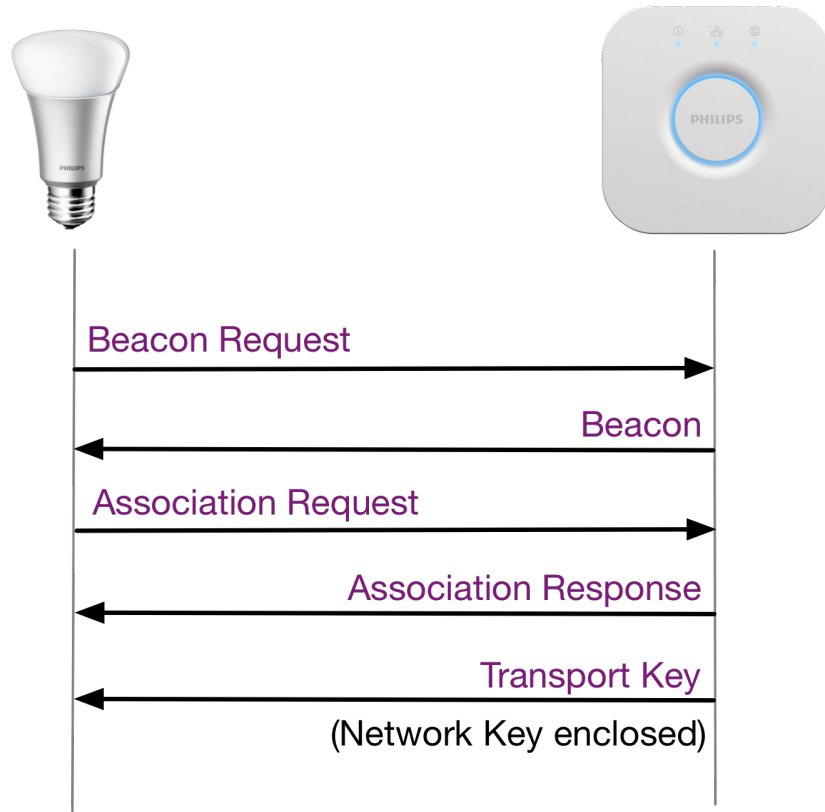 PHILIPS
PHILIPS
Beacon Request
Beacon
Association Request
Association Response
Transport Key
(Network Key enclosed)